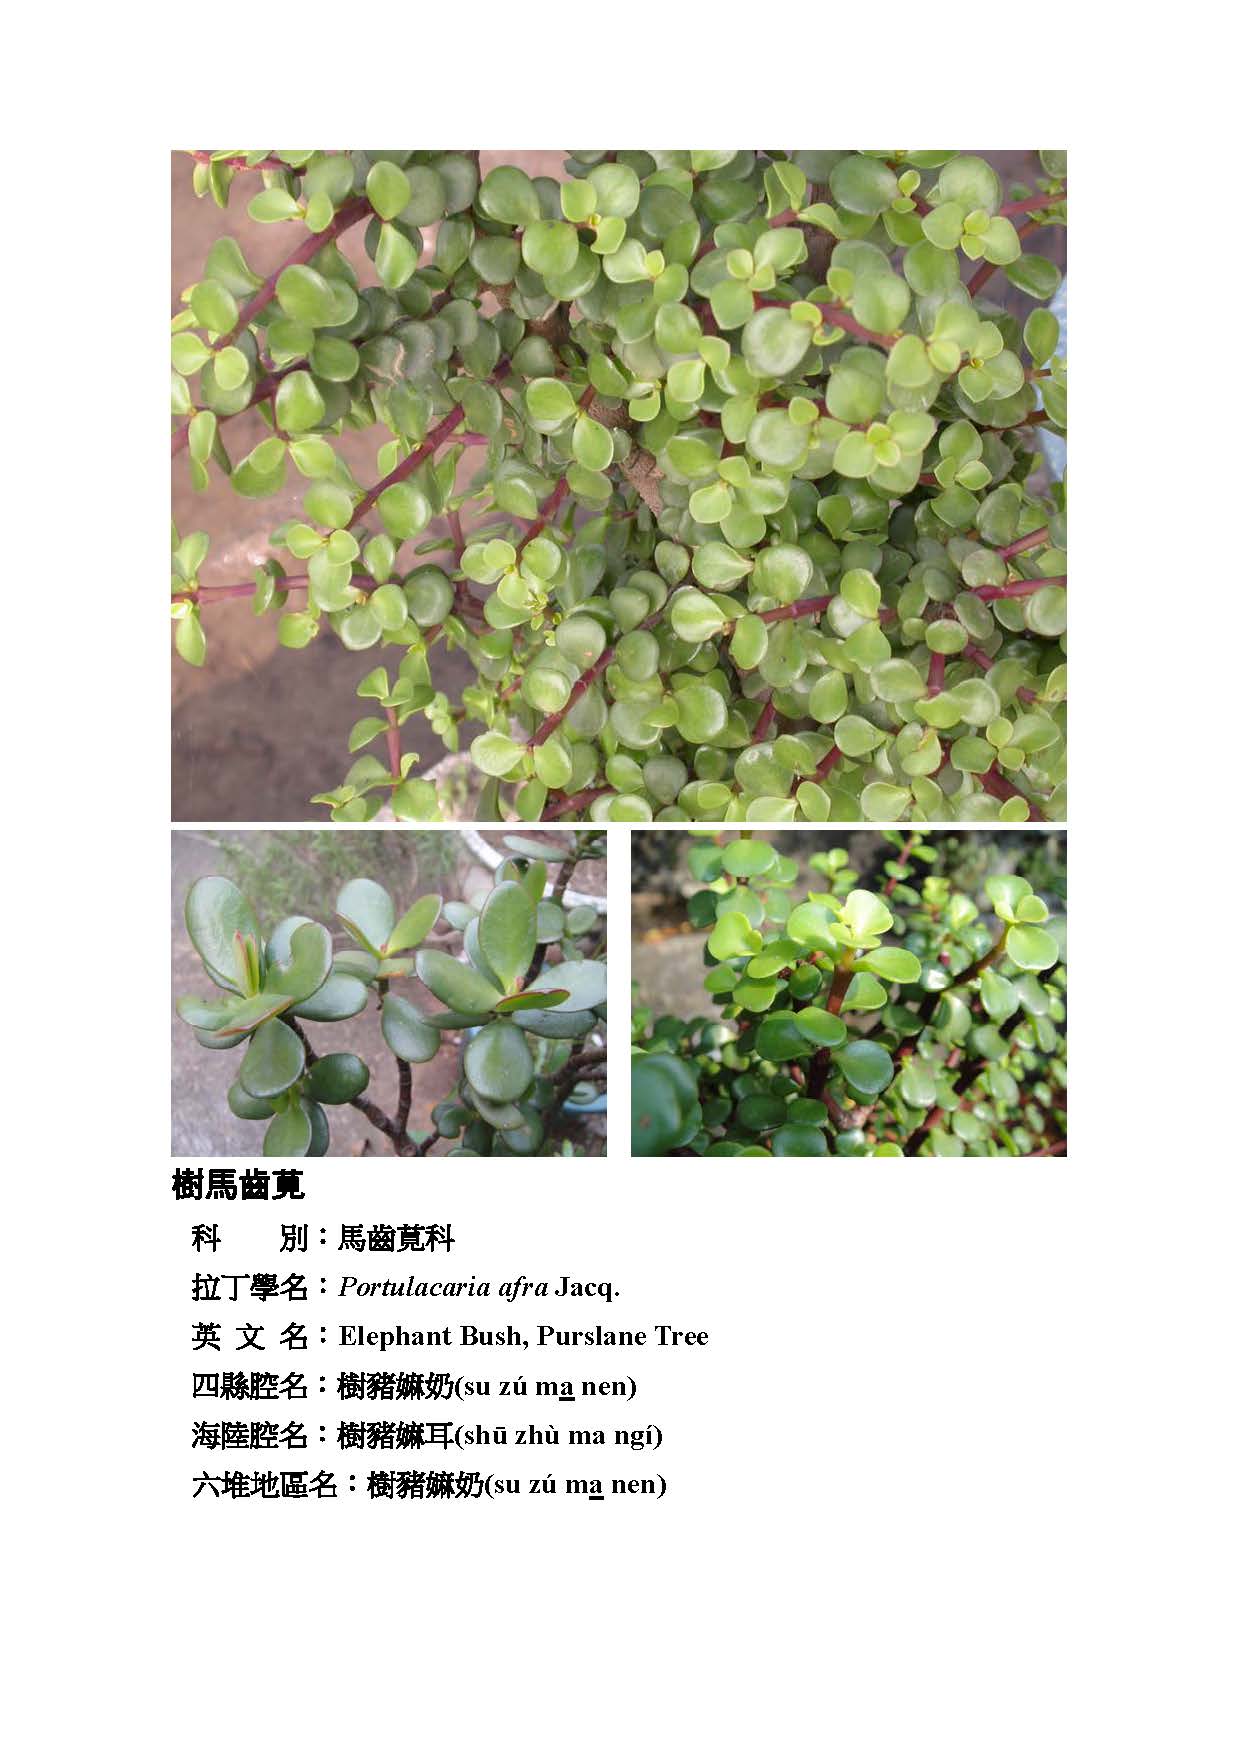 樹馬齒莧
科　　別：馬齒莧科
拉丁學名：Portulacaria afra Jacq.
英 文 名：Elephant Bush, Purslane Tree
四縣腔名：樹豬嫲奶(su zú ma nen)
海陸腔名：樹豬嫲耳(shū zhù ma ngí)
六堆地區名：樹豬嫲奶(su zú ma nen)